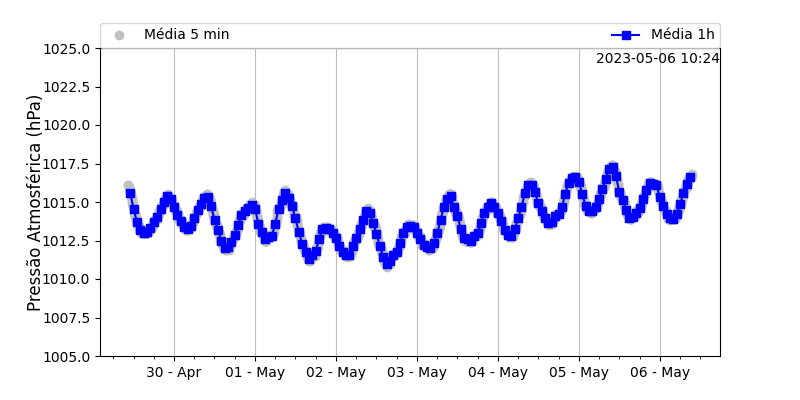 Média 5 min
Média 1h
2023-05-06 10:24
Pressão Atmosférica (hPa)
1025.0
1022.5
1020.0
1017.5
1015.0
1012.5
1010.0
1007.5
1005.0
30 - Apr
01 - May
02 - May
03 - May
04 - May
05 - May
06 - May